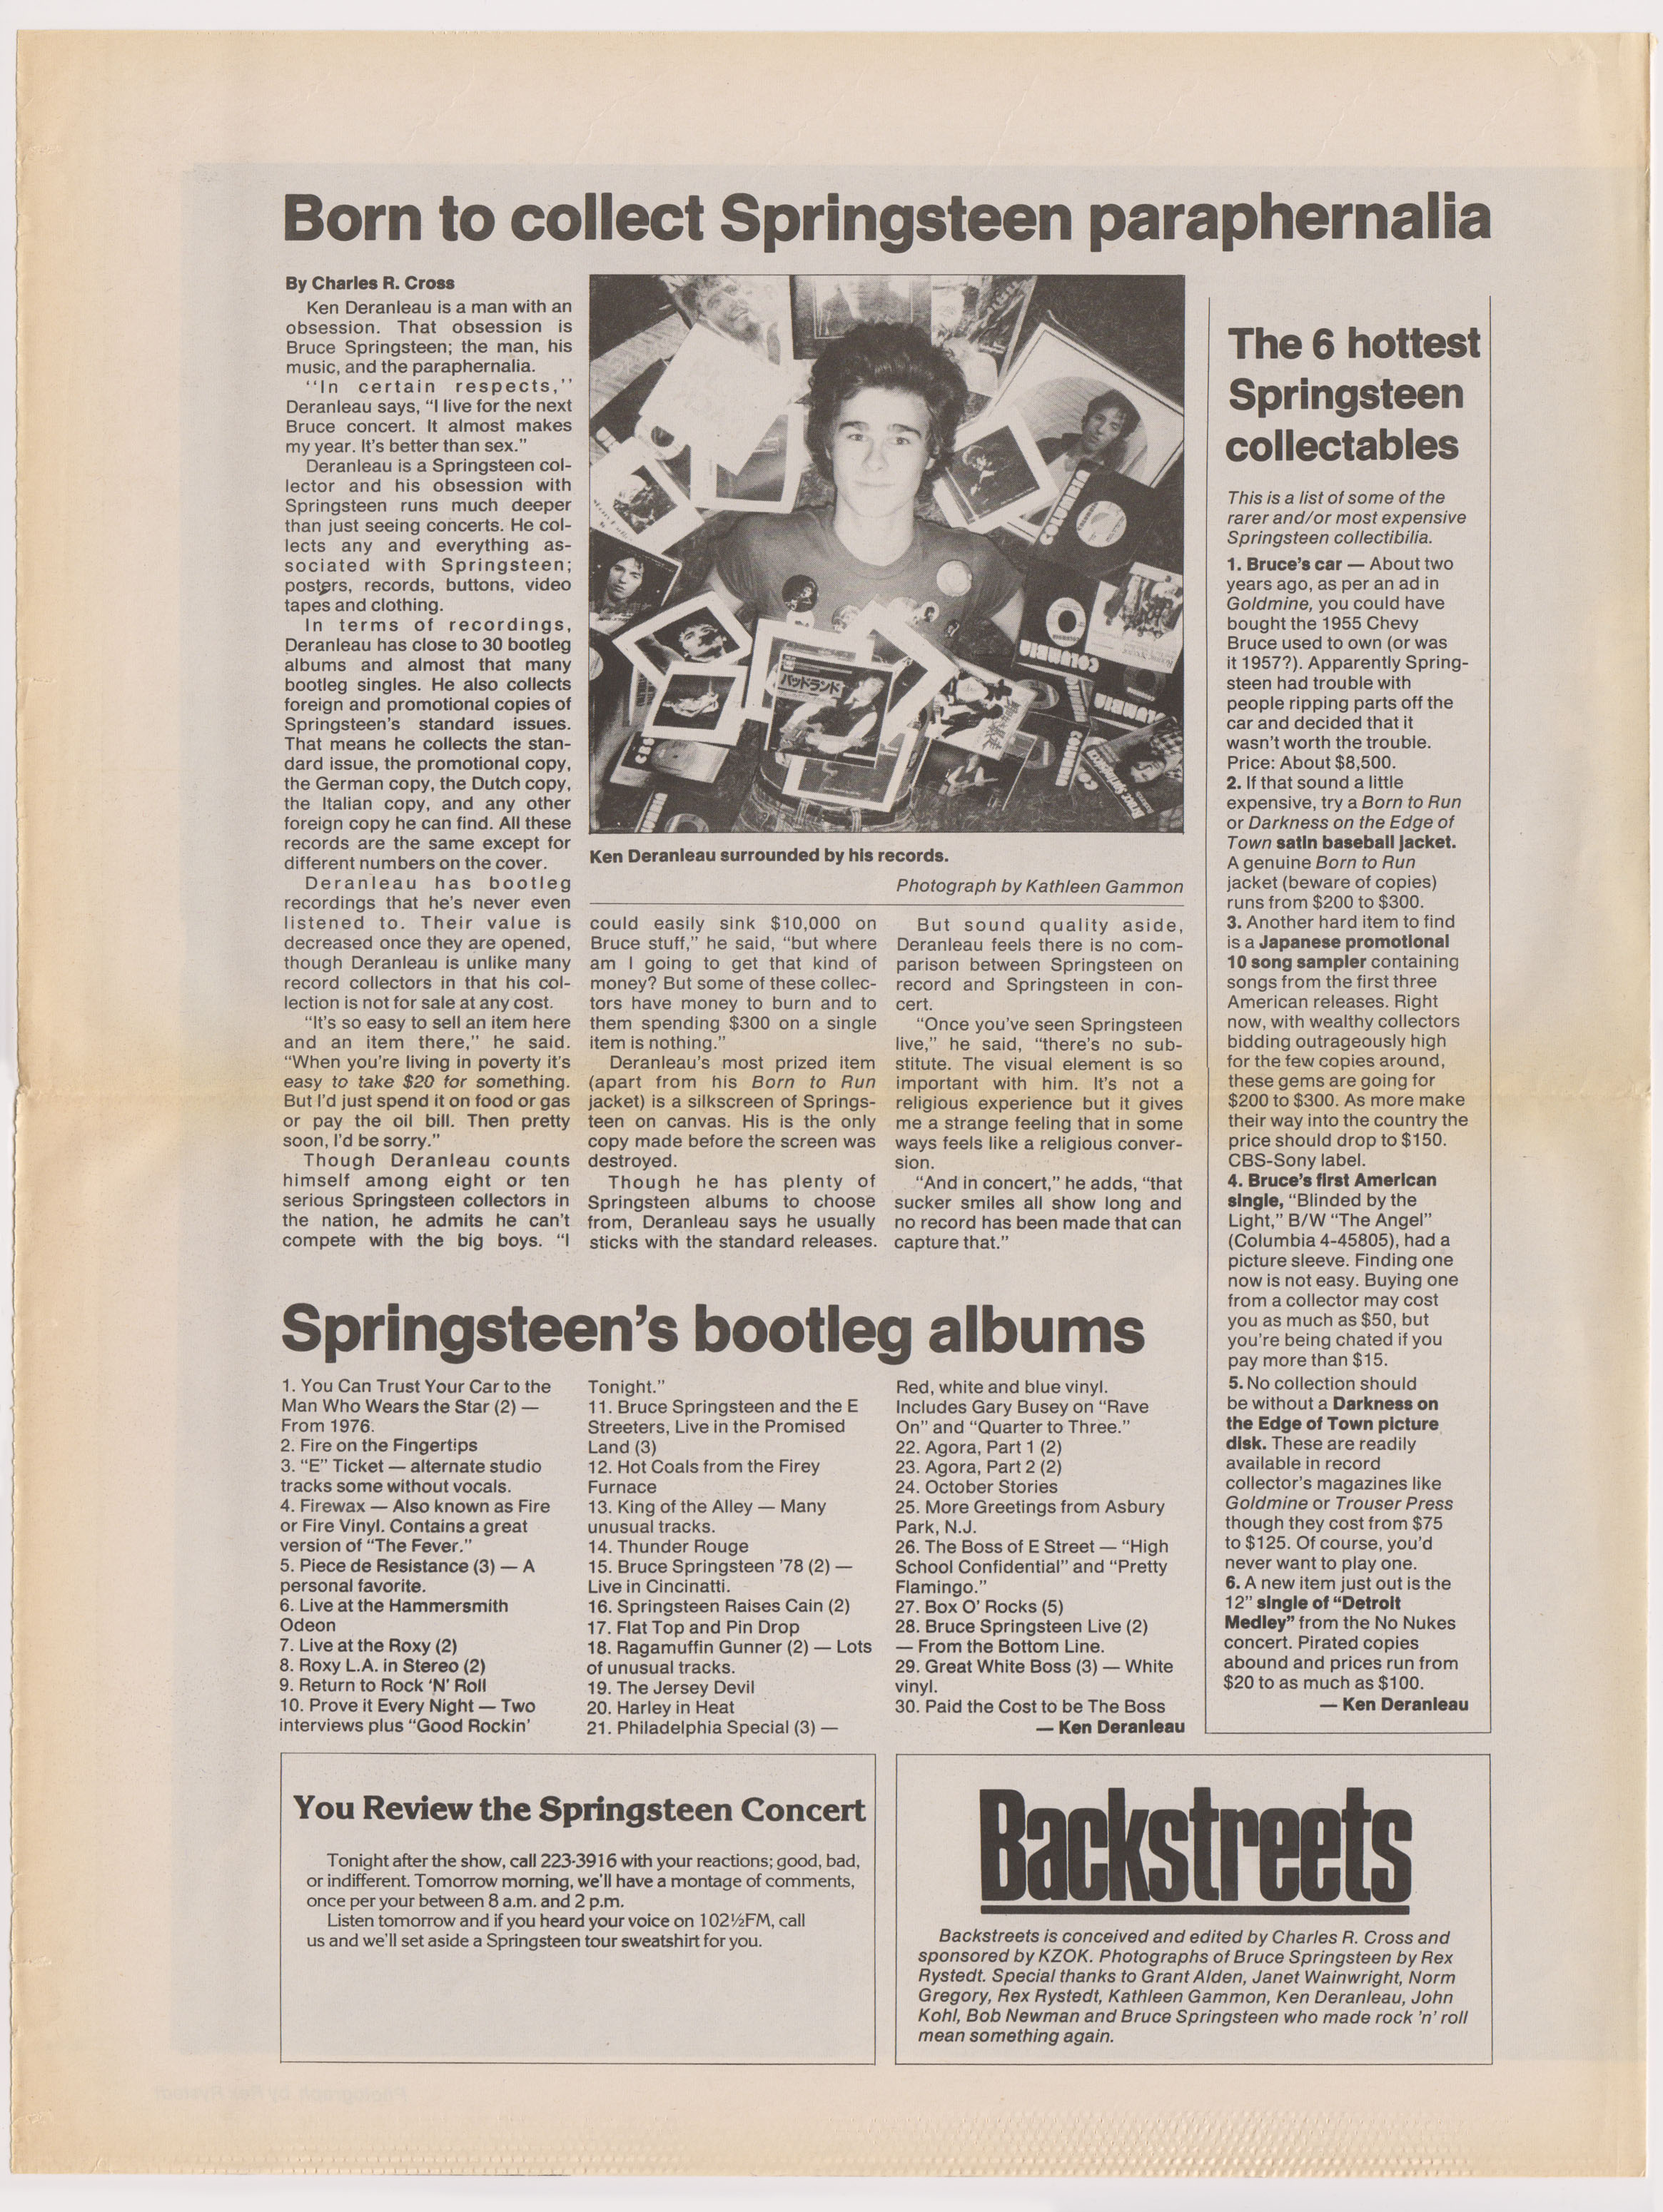 Born to collect Springsteen paraphernalia
By Charles R. Cross
Ken Deranleau is a man with an
obsession. That obsession is
Bruce Springsteen; the man, his
music, and the paraphernalia.
''In certain respects,''
Deranleau says, “I live for the next
Bruce concert. It almost makes
my year. It's better than sex.”
Deranleau is a Springsteen col-
lector and his obsession with
Springsteen runs much deeper
than just seeing concerts. He col-
lects any and everything as-
sociated with Springsteen;
posters, records, buttons, video
tapes and clothing.
In terms of recordings,
Deranleau has close to 30 bootleg
albums and almost that many
bootleg singles. He also collects
foreign and promotional copies of
Springsteen's standard issues.
That means he collects the stan-
dard issue, the promotional copy,
the German copy, the Dutch copy,
the Italian copy, and any other
foreign copy he can find. All these
records are the same except for
different numbers on the cover.
Deranleau has bootleg
recordings that he's never even
listened to. Their value is
decreased once they are opened,
though Deranleau is unlike many
record collectors in that his col-
lection is not for sale at any cost.
“It's so easy to sell an item here
and an item there,” he said.
“When you're living in poverty it's
easy to take $20 for something.
But I'd just spend it on food or gas
or pay the oil bill. Then pretty
soon, I'd be sorry.”
Though Deranleau counts
himself among eight or ten
serious Springsteen collectors in
the nation, he admits he can't
compete with the big boys. “I
バッドランド
COLUMBIA
COLUMBIA
COLUMBIA
Ken Deranleau surrounded by his records.
Photograph by Kathleen Gammon
could easily sink $10,000 on
Bruce stuff,” he said, “but where
am I going to get that kind of
money? But some of these collec-
tors have money to burn and to
them spending $300 on a single
item is nothing.”
Deranleau's most prized item
(apart from his Born to Run
jacket) is a silkscreen of Springs-
teen on canvas. His is the only
copy made before the screen was
destroyed.
Though he has plenty of
Springsteen albums to choose
from, Deranleau says he usually
sticks with the standard releases.
But sound quality aside,
Deranleau feels there is no com-
parison between Springsteen on
record and Springsteen in con-
cert.
“Once you've seen Springsteen
live,” he said, “there's no sub-
stitute. The visual element is so
important with him. It's not a
religious experience but it gives
me a strange feeling that in some
ways feels like a religious conver-
sion.
“And in concert,” he adds, “that
sucker smiles all show long and
no record has been made that can
capture that.”
The 6 hottest
Springsteen
collectables
This is a list of some of the
rarer and/or most expensive
Springsteen collectibilia.
1. Bruce's car — About two
years ago, as per an ad in
Goldmine, you could have
bought the 1955 Chevy
Bruce used to own (or was
it 1957?). Apparently Spring-
steen had trouble with
people ripping parts off the
car and decided that it
wasn't worth the trouble.
Price: About $8,500.
2. If that sound a little
expensive, try a Born to Run
or Darkness on the Edge of
Town satin baseball jacket.
A genuine Born to Run
jacket (beware of copies)
runs from $200 to $300.
3. Another hard item to find
is a Japanese promotional
10 song sampler containing
songs from the first three
American releases. Right
now, with wealthy collectors
bidding outrageously high
for the few copies around,
these gems are going for
$200 to $300. As more make
their way into the country the
price should drop to $150.
CBS-Sony label.
4. Bruce's first American
single, “Blinded by the
Light,” B/W “The Angel”
(Columbia 4-45805), had a
picture sleeve. Finding one
now is not easy. Buying one
from a collector may cost
you as much as $50, but
you're being chated if you
pay more than $15.
5. No collection should
be without a Darkness on
the Edge of Town picture
disk. These are readily
available in record
collector's magazines like
Goldmine or Trouser Press
though they cost from $75
to $125. Of course, you'd
never want to play one.
6. A new item just out is the
12” single of “Detroit
Medley” from the No Nukes
concert. Pirated copies
abound and prices run from
$20 to as much as $100.
— Ken Deranleau
Springsteen's bootleg albums
1. You Can Trust Your Car to the
Man Who Wears the Star (2) —
From 1976.
2. Fire on the Fingertips
3. “E” Ticket — alternate studio
tracks some without vocals.
4. Firewax — Also known as Fire
or Fire Vinyl. Contains a great
version of “The Fever.”
5. Piece de Resistance (3) — A
personal favorite.
6. Live at the Hammersmith
Odeon
7. Live at the Roxy (2)
8. Roxy L.A. in Stereo (2)
9. Return to Rock 'N' Roll
10. Prove it Every Night — Two
interviews plus “Good Rockin'
Tonight.”
11. Bruce Springsteen and the E
Streeters, Live in the Promised
Land (3)
12. Hot Coals from the Firey
Furnace
13. King of the Alley — Many
unusual tracks.
14. Thunder Rouge
15. Bruce Springsteen '78 (2) —
Live in Cincinatti.
16. Springsteen Raises Cain (2)
17. Flat Top and Pin Drop
18. Ragamuffin Gunner (2) — Lots
of unusual tracks.
19. The Jersey Devil
20. Harley in Heat
21. Philadelphia Special (3) —
Red, white and blue vinyl.
Includes Gary Busey on “Rave
On” and “Quarter to Three.”
22. Agora, Part 1 (2)
23. Agora, Part 2 (2)
24. October Stories
25. More Greetings from Asbury
Park, N.J.
26. The Boss of E Street — “High
School Confidential” and “Pretty
Flamingo.”
27. Box O' Rocks (5)
28. Bruce Springsteen Live (2)
— From the Bottom Line.
29. Great White Boss (3) — White
vinyl.
30. Paid the Cost to be The Boss
— Ken Deranleau
You Review the Springsteen Concert
Tonight after the show, call 223-3916 with your reactions; good, bad,
or indifferent. Tomorrow morning, we'll have a montage of comments,
once per your between 8 a.m. and 2 p.m.
Listen tomorrow and if you heard your voice on 102½FM, call
us and we'll set aside a Springsteen tour sweatshirt for you.
Backstreets
Backstreets is conceived and edited by Charles R. Cross and
sponsored by KZOK. Photographs of Bruce Springsteen by Rex
Rystedt. Special thanks to Grant Alden, Janet Wainwright, Norm
Gregory, Rex Rystedt, Kathleen Gammon, Ken Deranleau, John
Kohl, Bob Newman and Bruce Springsteen who made rock 'n' roll
mean something again.